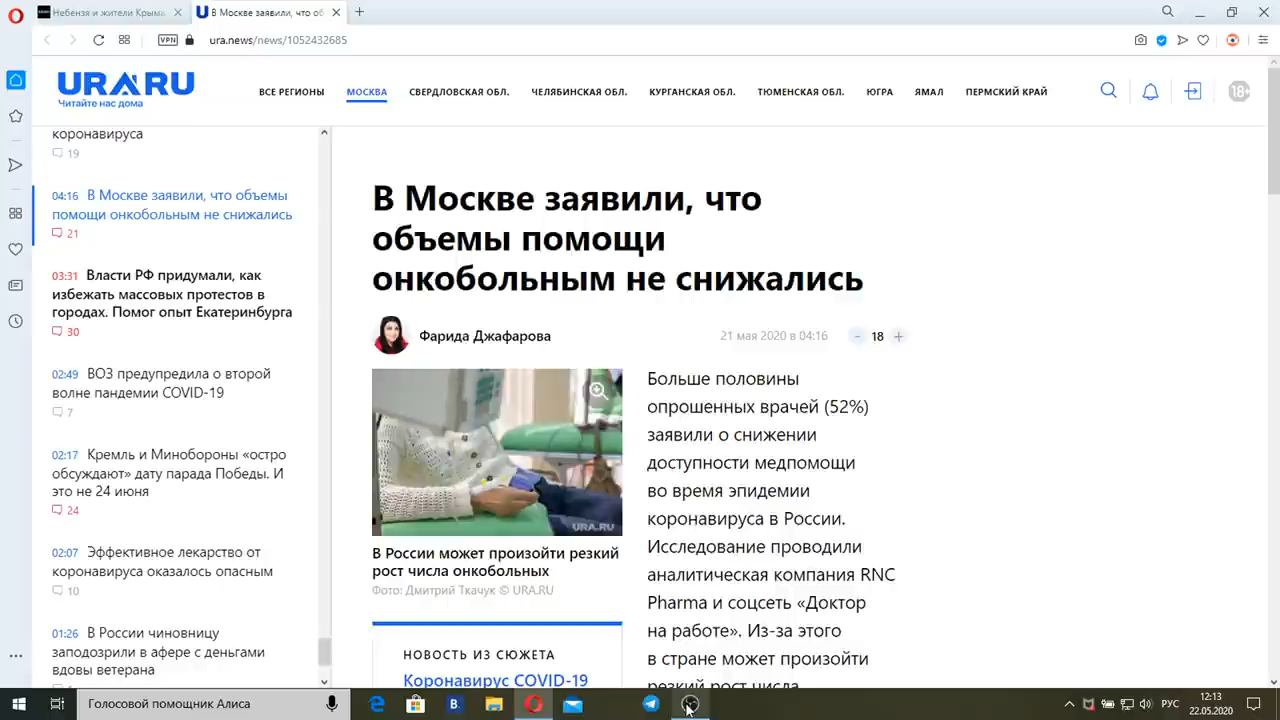 Небензя и жители Крыма
В Москве заявили, что об
VPN
ura.news/news/1052432685
URA.RU
Читайте нас дома
ВСЕ РЕГИОНЫ
МОСКВА
СВЕРДЛОВСКАЯ ОБЛ.
ЧЕЛЯБИНСКАЯ ОБЛ.
КУРГАНСКАЯ ОБЛ.
ТЮМЕНСКАЯ ОБЛ.
ЮГРА
ЯМАЛ
ПЕРМСКИЙ КРАЙ
18+
коронавируса
19
04:16 В Москве заявили, что объемы
помощи онкобольным не снижались
21
03:31 Власти РФ придумали, как
избежать массовых протестов в
городах. Помог опыт Екатеринбурга
30
02:49 ВОЗ предупредила о второй
волне пандемии COVID-19
7
02:17 Кремль и Минобороны «остро
обсуждают» дату парада Победы. И
это не 24 июня
24
02:07 Эффективное лекарство от
коронавируса оказалось опасным
10
01:26 В России чиновницу
заподозрили в афере с деньгами
вдовы ветерана
В Москве заявили, что
объемы помощи
онкобольным не снижались
Фарида Джафарова
21 мая 2020 в 04:16
- 18 +
URA.RU
В России может произойти резкий
рост числа онкобольных
Фото: Дмитрий Ткачук © URA.RU
НОВОСТЬ ИЗ СЮЖЕТА
Коронавирус COVID-19
Больше половины
опрошенных врачей (52%)
заявили о снижении
доступности медпомощи
во время эпидемии
коронавируса в России.
Исследование проводили
аналитическая компания RNC
Pharma и соцсеть «Доктор
на работе». Из-за этого
в стране может произойти
резкий рост числа
Голосовой помощник Алиса
РУС
12:13
22.05.2020